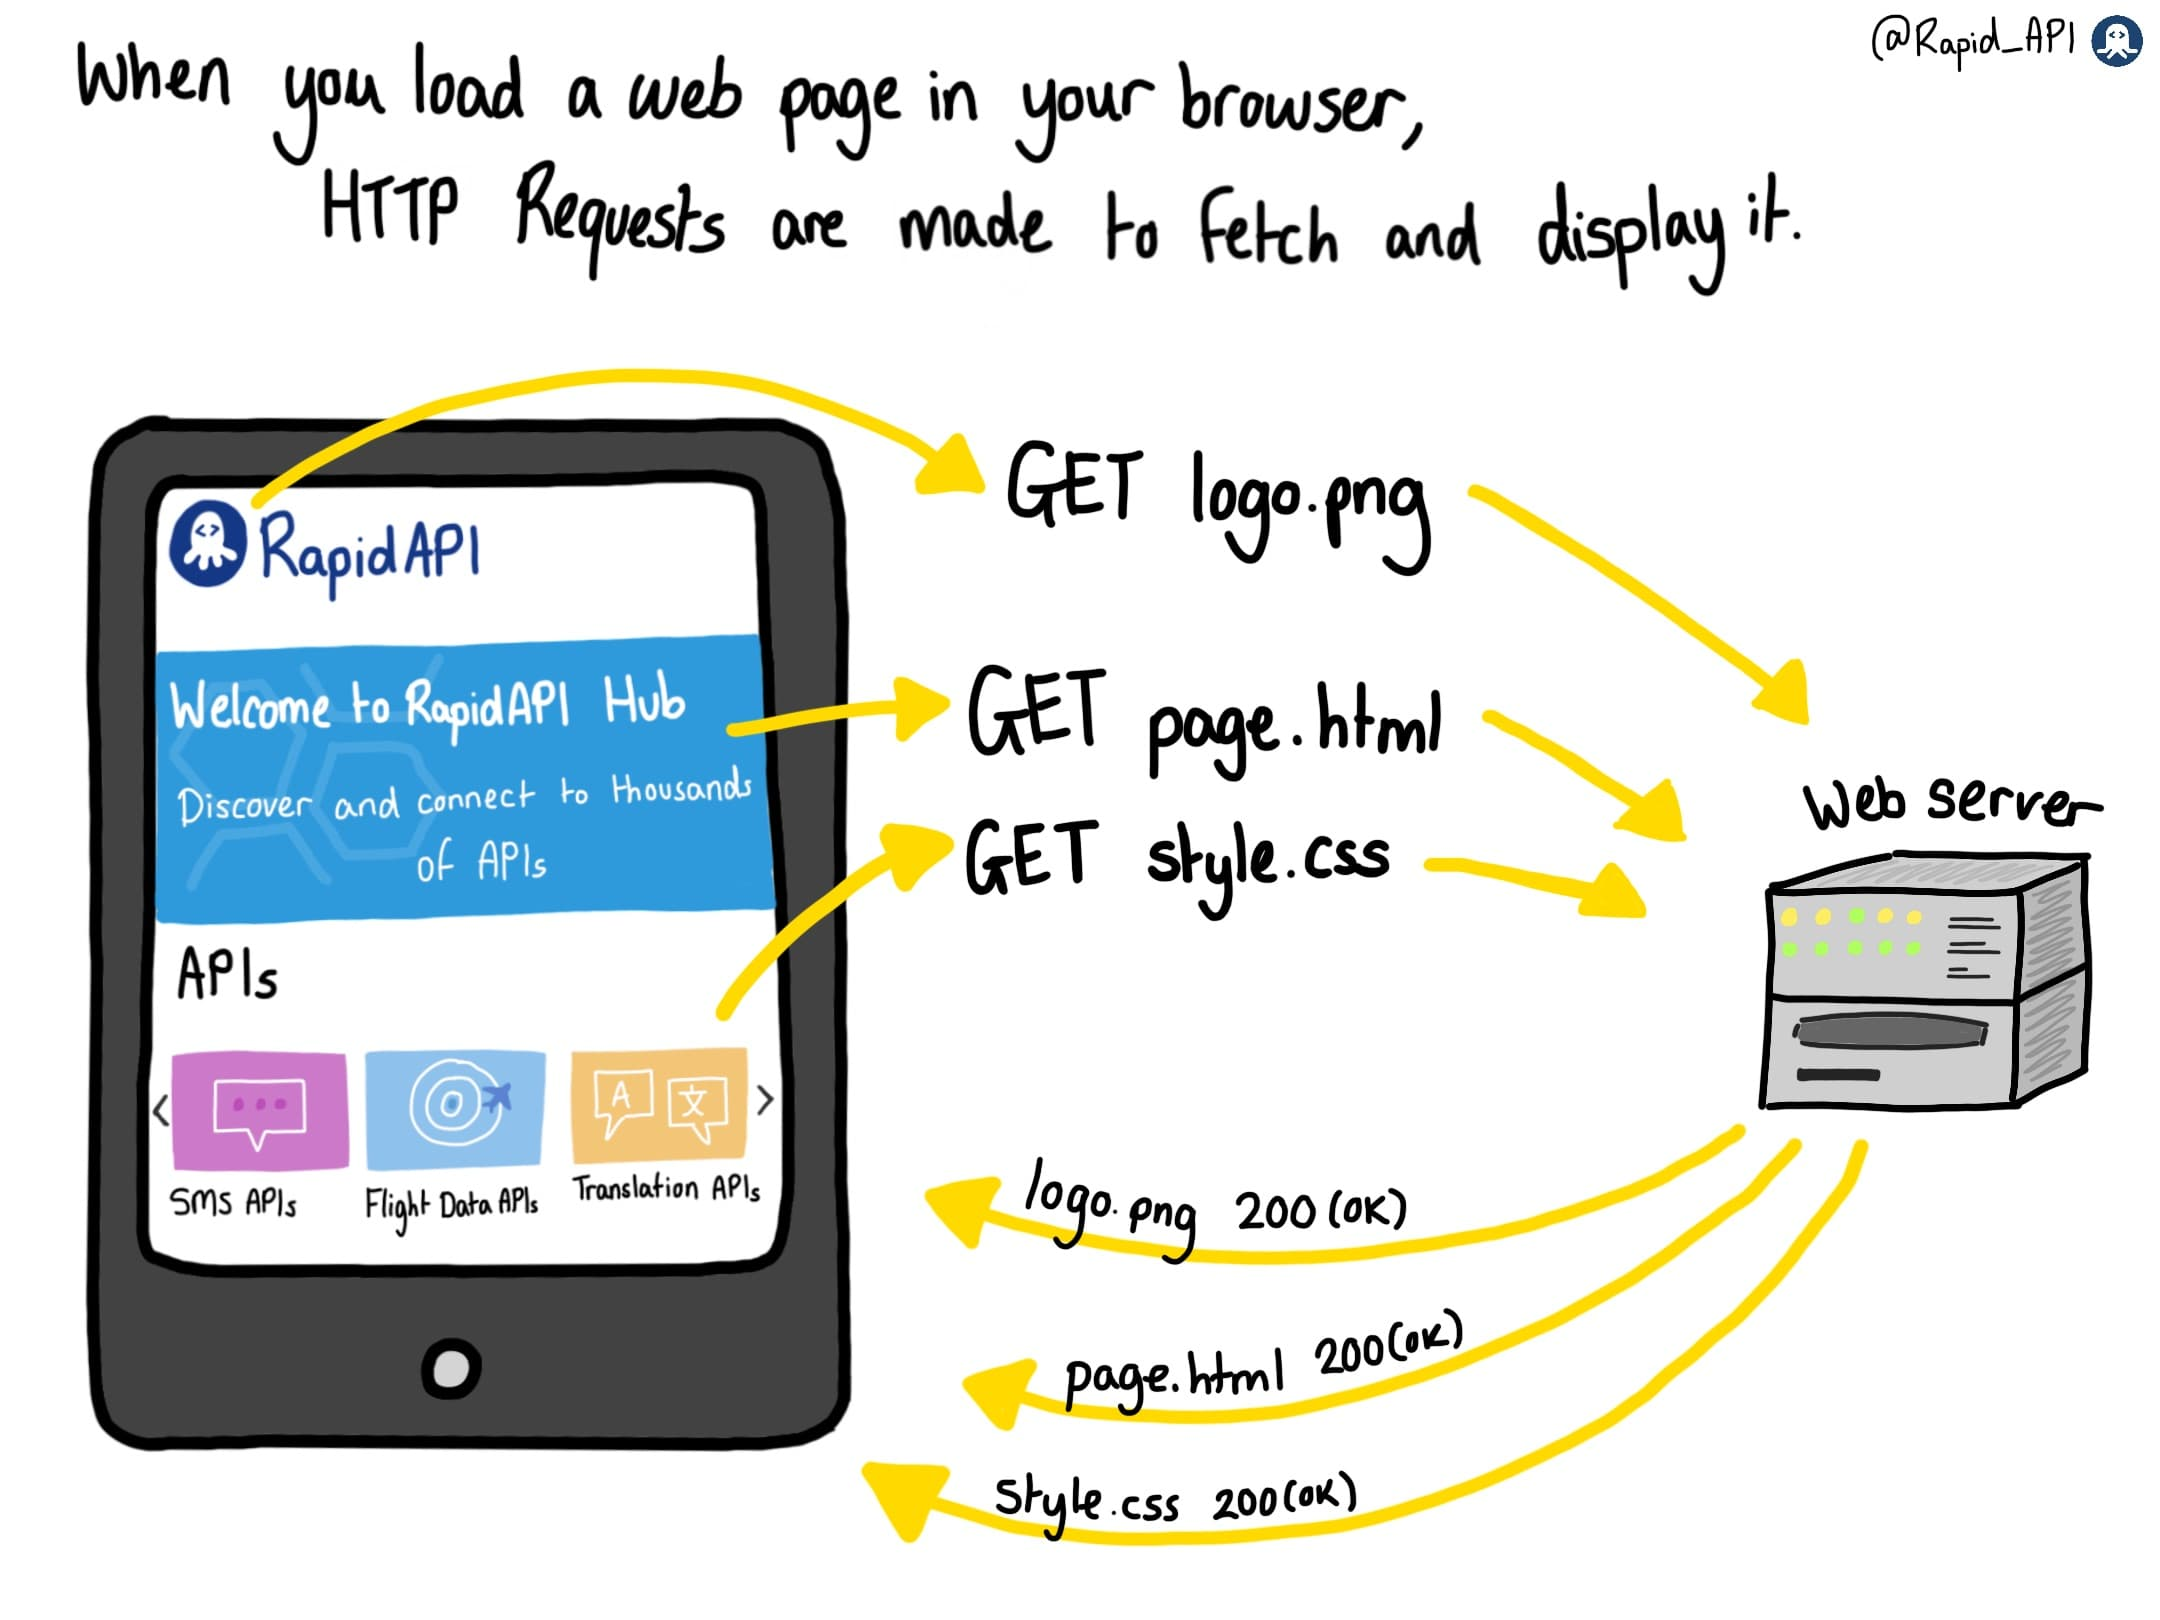 @Rapid_API
When you load a web page in your browser,
HTTP Requests are made to fetch and display it.
RapidAPI
Welcome to RapidAPI Hub
Discover and connect to thousands
of APIs
APIs
<
>
A
文
SMS APIs
Flight Data APIs
Translation APIs
GET logo.png
GET page.html
GET style.css
Web server
logo.png 200 (OK)
page.html 200 (OK)
style.css 200 (OK)